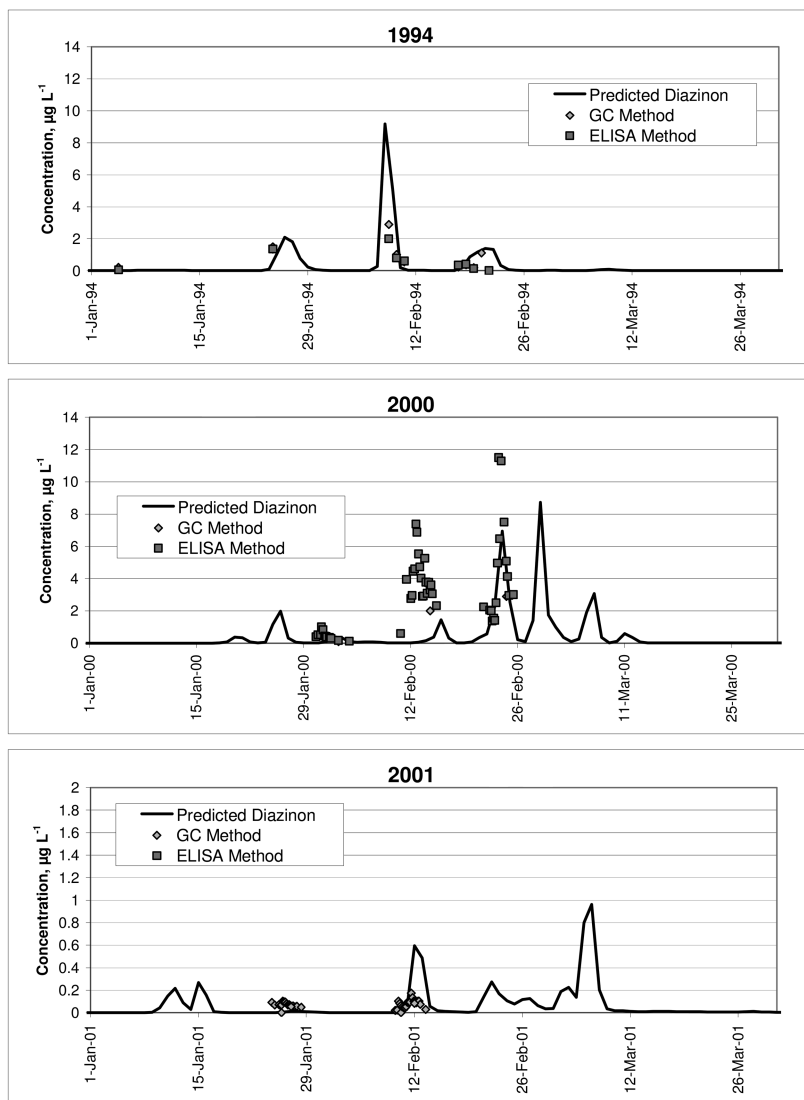 1994
Concentration, µg L⁻¹
14
12
10
8
6
4
2
0
Predicted Diazinon
GC Method
ELISA Method
1-Jan-94
15-Jan-94
29-Jan-94
12-Feb-94
26-Feb-94
12-Mar-94
26-Mar-94
2000
Concentration, µg L⁻¹
14
12
10
8
6
4
2
0
Predicted Diazinon
GC Method
ELISA Method
1-Jan-00
15-Jan-00
29-Jan-00
12-Feb-00
26-Feb-00
11-Mar-00
25-Mar-00
2001
Concentration, µg L⁻¹
2
1.8
1.6
1.4
1.2
1
0.8
0.6
0.4
0.2
0
Predicted Diazinon
GC Method
ELISA Method
1-Jan-01
15-Jan-01
29-Jan-01
12-Feb-01
26-Feb-01
12-Mar-01
26-Mar-01